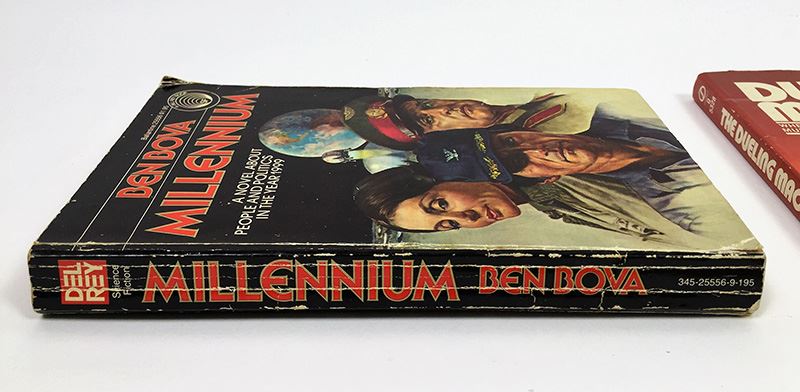 BEN BOVA
MILLENNIUM
A NOVEL ABOUT
PEOPLE AND POLITICS
IN THE YEAR 1999
DEL
REY
Science
Fiction
MILLENNIUM BEN BOVA
345-25556-9-195
THE DUELING MAC